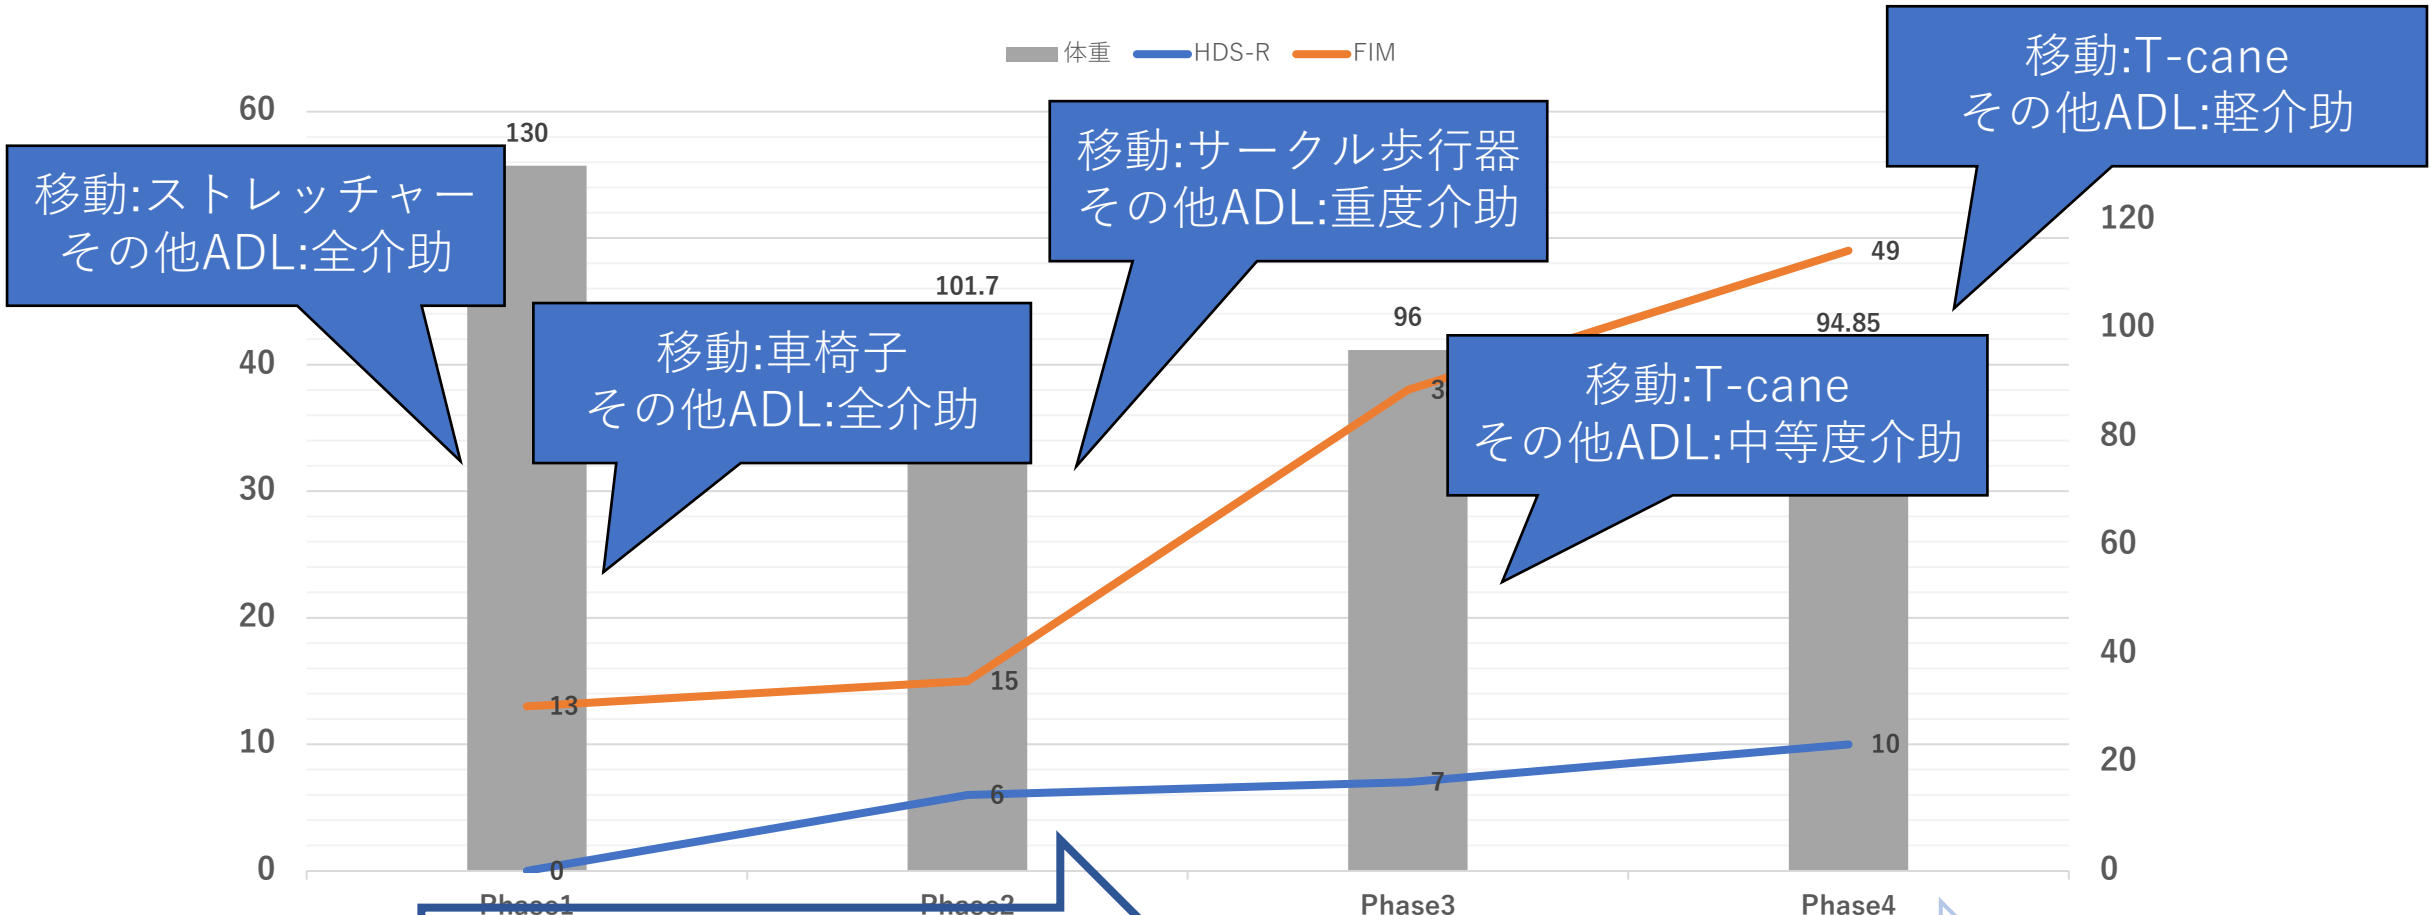 体重 HDS-R FIM
移動:T-cane
その他ADL:軽介助
移動:サークル歩行器
その他ADL:重度介助
移動:ストレッチャー
その他ADL:全介助
移動:車椅子
その他ADL:全介助
移動:T-cane
その他ADL:中等度介助
60
40
30
20
10
0
120
100
80
60
40
20
0
130
101.7
96
94.85
13
15
3
49
0
6
7
10
Phase1
Phase2
Phase3
Phase4